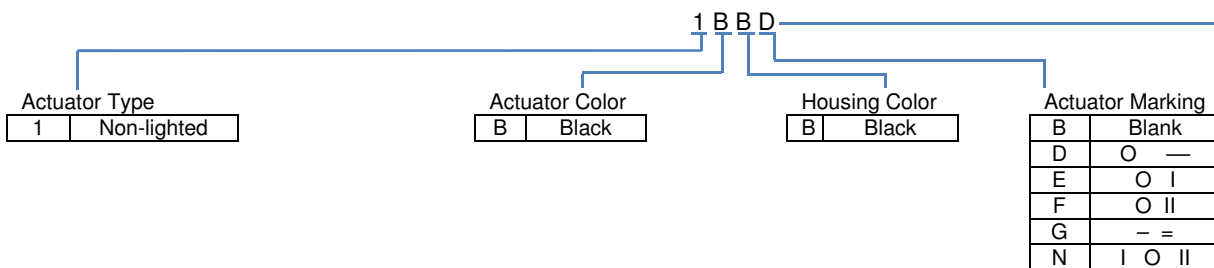 1 B B D
Actuator Type Actuator Color Housing Color Actuator Marking
1 Non-lighted B Black B Black B Blank
D O —
E O I
F O II
G – =
N I O II